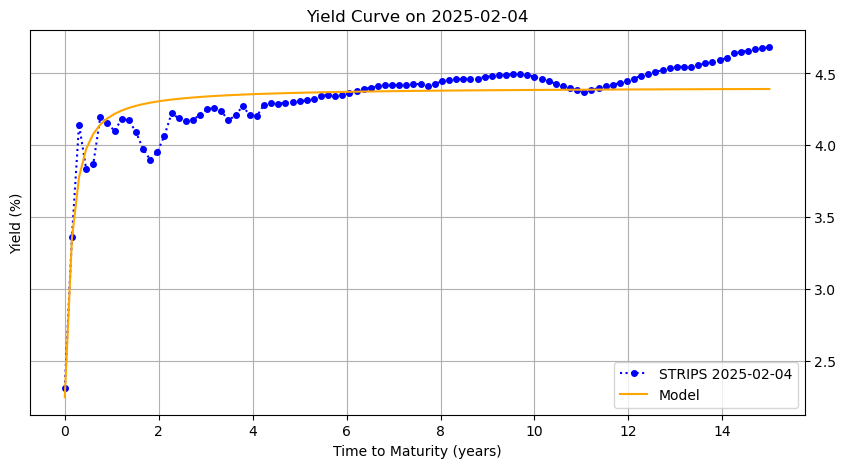 Yield Curve on 2025-02-04
Yield (%)
4.5
4.0
3.5
3.0
2.5
STRIPS 2025-02-04
Model
0 2 4 6 8 10 12 14
Time to Maturity (years)